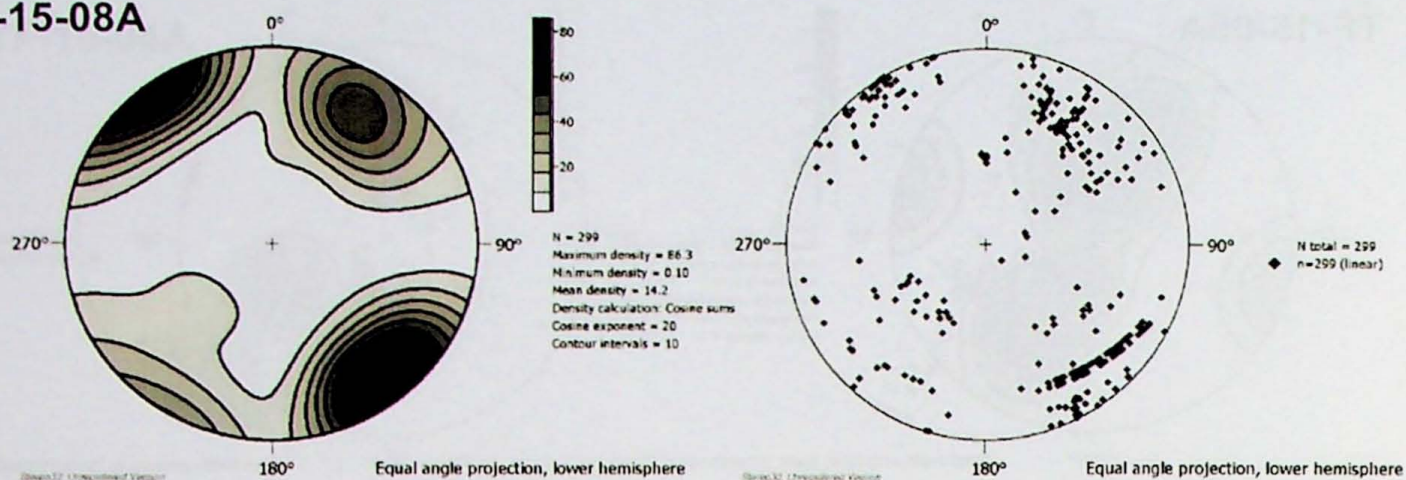 -15-08A
0°
270°
90°
180°
80
60
40
20
N = 299
Maximum density = 86.3
Minimum density = 0.10
Mean density = 14.2
Density calculation: Cosine sums
Cosine exponent = 20
Contour intervals = 10
Equal angle projection, lower hemisphere
0°
270°
90°
180°
N total = 299
n=299 (linear)
Equal angle projection, lower hemisphere